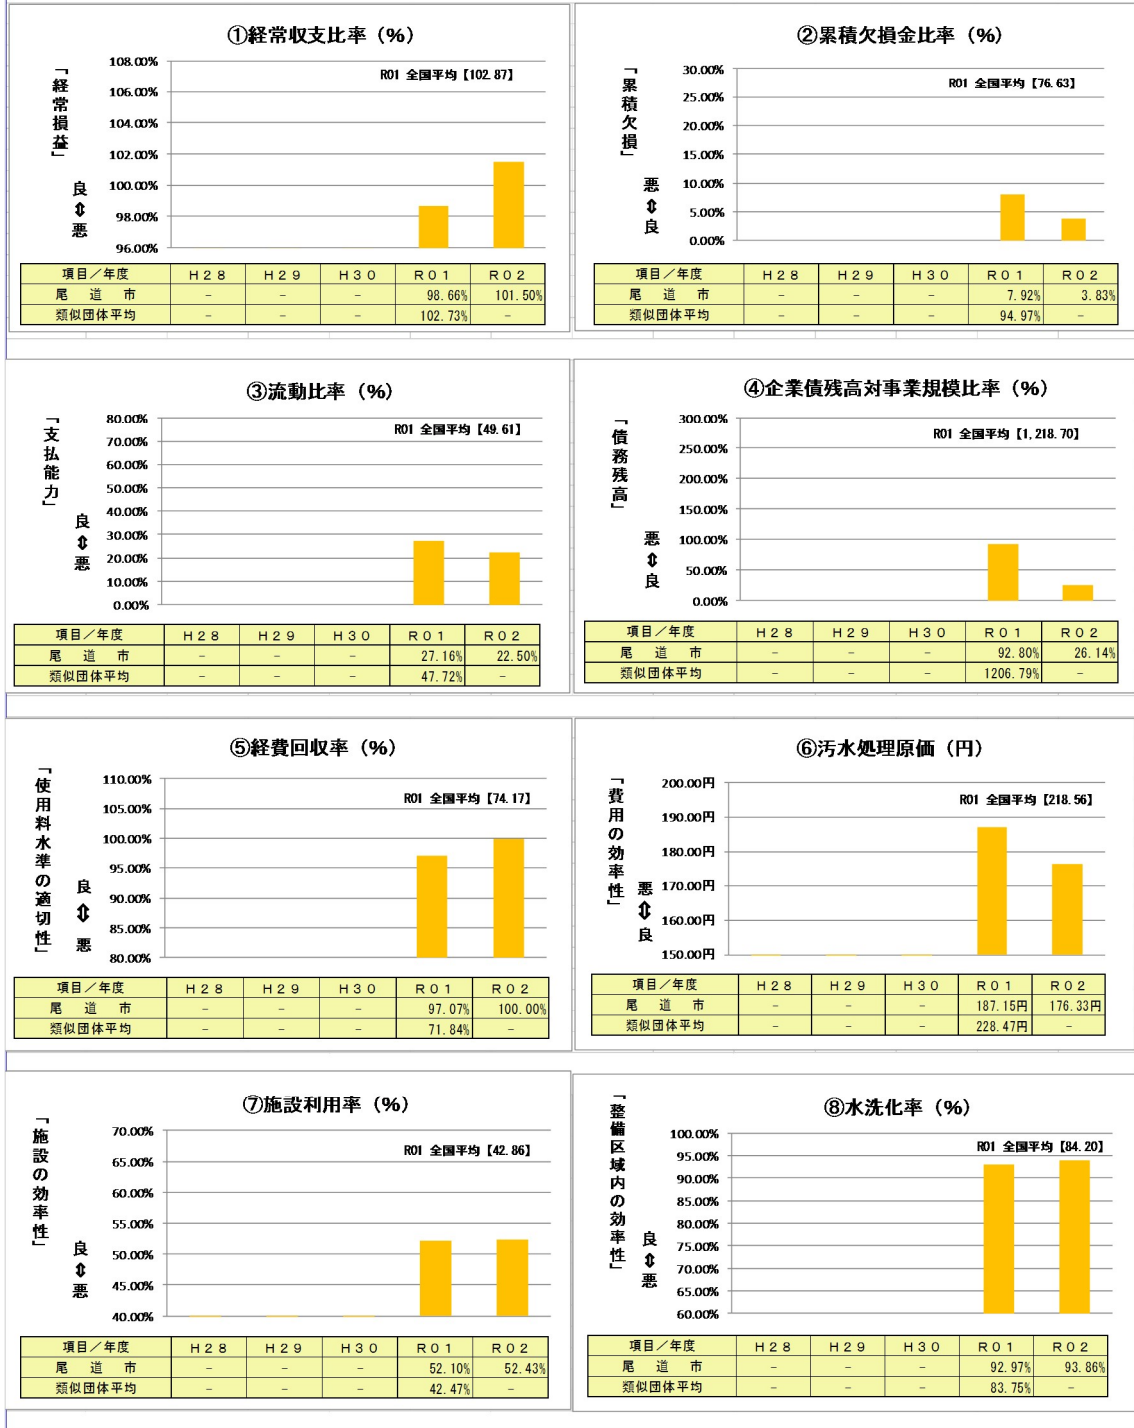 ①経常収支比率（%）
R01 全国平均【102.87】
「経常損益」
良⇕悪
108.00%
106.00%
104.00%
102.00%
100.00%
98.00%
96.00%
項目／年度 H28 H29 H30 R01 R02
尾道市 － － － 98.66% 101.50%
類似団体平均 － － － 102.73% －
②累積欠損金比率（%）
R01 全国平均【76.63】
「累積欠損」
悪⇕良
30.00%
25.00%
20.00%
15.00%
10.00%
5.00%
0.00%
項目／年度 H28 H29 H30 R01 R02
尾道市 － － － 7.92% 3.83%
類似団体平均 － － － 94.97% －
③流動比率（%）
R01 全国平均【49.61】
「支払能力」
良⇕悪
80.00%
70.00%
60.00%
50.00%
40.00%
30.00%
20.00%
10.00%
0.00%
項目／年度 H28 H29 H30 R01 R02
尾道市 － － － 27.16% 22.50%
類似団体平均 － － － 47.72% －
④企業債残高対事業規模比率（%）
R01 全国平均【1,218.70】
「債務残高」
悪⇕良
300.00%
250.00%
200.00%
150.00%
100.00%
50.00%
0.00%
項目／年度 H28 H29 H30 R01 R02
尾道市 － － － 92.80% 26.14%
類似団体平均 － － － 1206.79% －
⑤経費回収率（%）
R01 全国平均【74.17】
「使用料水準の適切性」
良⇕悪
110.00%
105.00%
100.00%
95.00%
90.00%
85.00%
80.00%
項目／年度 H28 H29 H30 R01 R02
尾道市 － － － 97.07% 100.00%
類似団体平均 － － － 71.84% －
⑥汚水処理原価（円）
R01 全国平均【218.56】
「費用の効率性」
悪⇕良
200.00円
190.00円
180.00円
170.00円
160.00円
150.00円
項目／年度 H28 H29 H30 R01 R02
尾道市 － － － 187.15円 176.33円
類似団体平均 － － － 228.47円 －
⑦施設利用率（%）
R01 全国平均【42.86】
「施設の効率性」
良⇕悪
70.00%
65.00%
60.00%
55.00%
50.00%
45.00%
40.00%
項目／年度 H28 H29 H30 R01 R02
尾道市 － － － 52.10% 52.43%
類似団体平均 － － － 42.47% －
⑧水洗化率（%）
R01 全国平均【84.20】
「整備区域内の効率性」
良⇕悪
100.00%
95.00%
90.00%
85.00%
80.00%
75.00%
70.00%
65.00%
60.00%
項目／年度 H28 H29 H30 R01 R02
尾道市 － － － 92.97% 93.86%
類似団体平均 － － － 83.75% －